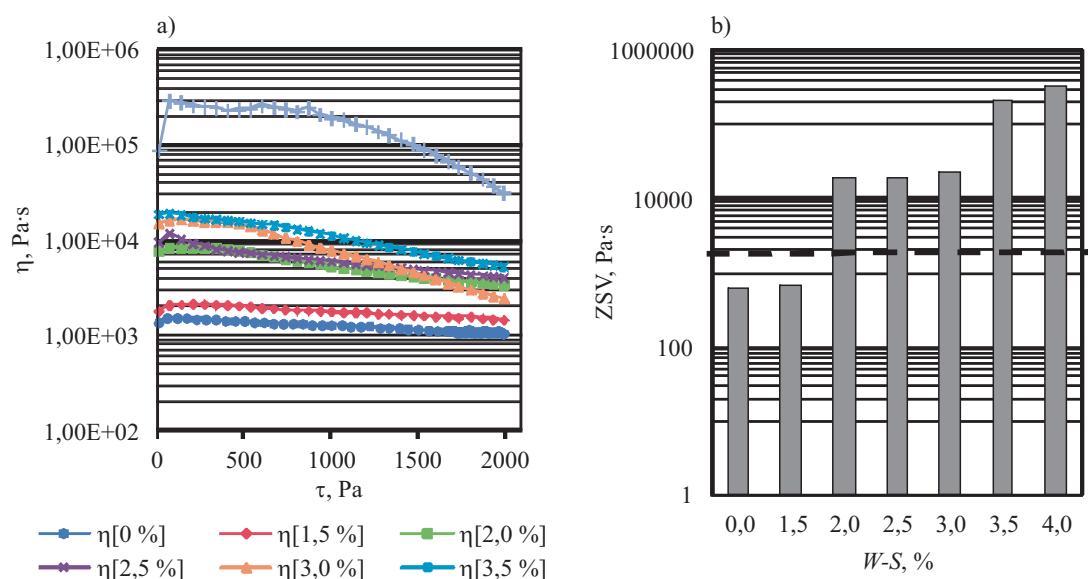 a)
η, Pa·s
1,00E+06
1,00E+05
1,00E+04
1,00E+03
1,00E+02
0 500 1000 1500 2000
τ, Pa
η[0 %] η[1,5 %] η[2,0 %]
η[2,5 %] η[3,0 %] η[3,5 %]
b)
ZSV, Pa·s
1000000
10000
100
1
0,0 1,5 2,0 2,5 3,0 3,5 4,0
W-S, %